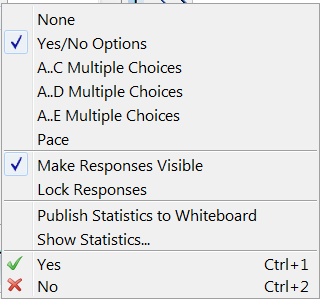 None
Yes/No Options
A..C Multiple Choices
A..D Multiple Choices
A..E Multiple Choices
Pace
Make Responses Visible
Lock Responses
Publish Statistics to Whiteboard
Show Statistics...
Yes Ctrl+1
No Ctrl+2